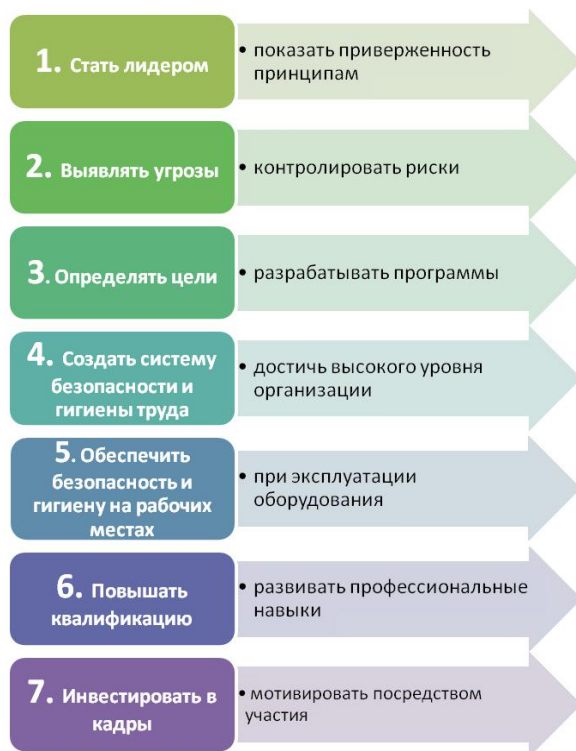 1. Стать лидером
• показать приверженность
принципам
2. Выявлять угрозы
• контролировать риски
3. Определять цели
• разрабатывать программы
4. Создать систему
безопасности и
гигиены труда
• достичь высокого уровня
организации
5. Обеспечить
безопасность и
гигиену на рабочих
местах
• при эксплуатации
оборудования
6. Повышать
квалификацию
• развивать профессиональные
навыки
7. Инвестировать в
кадры
• мотивировать посредством
участия